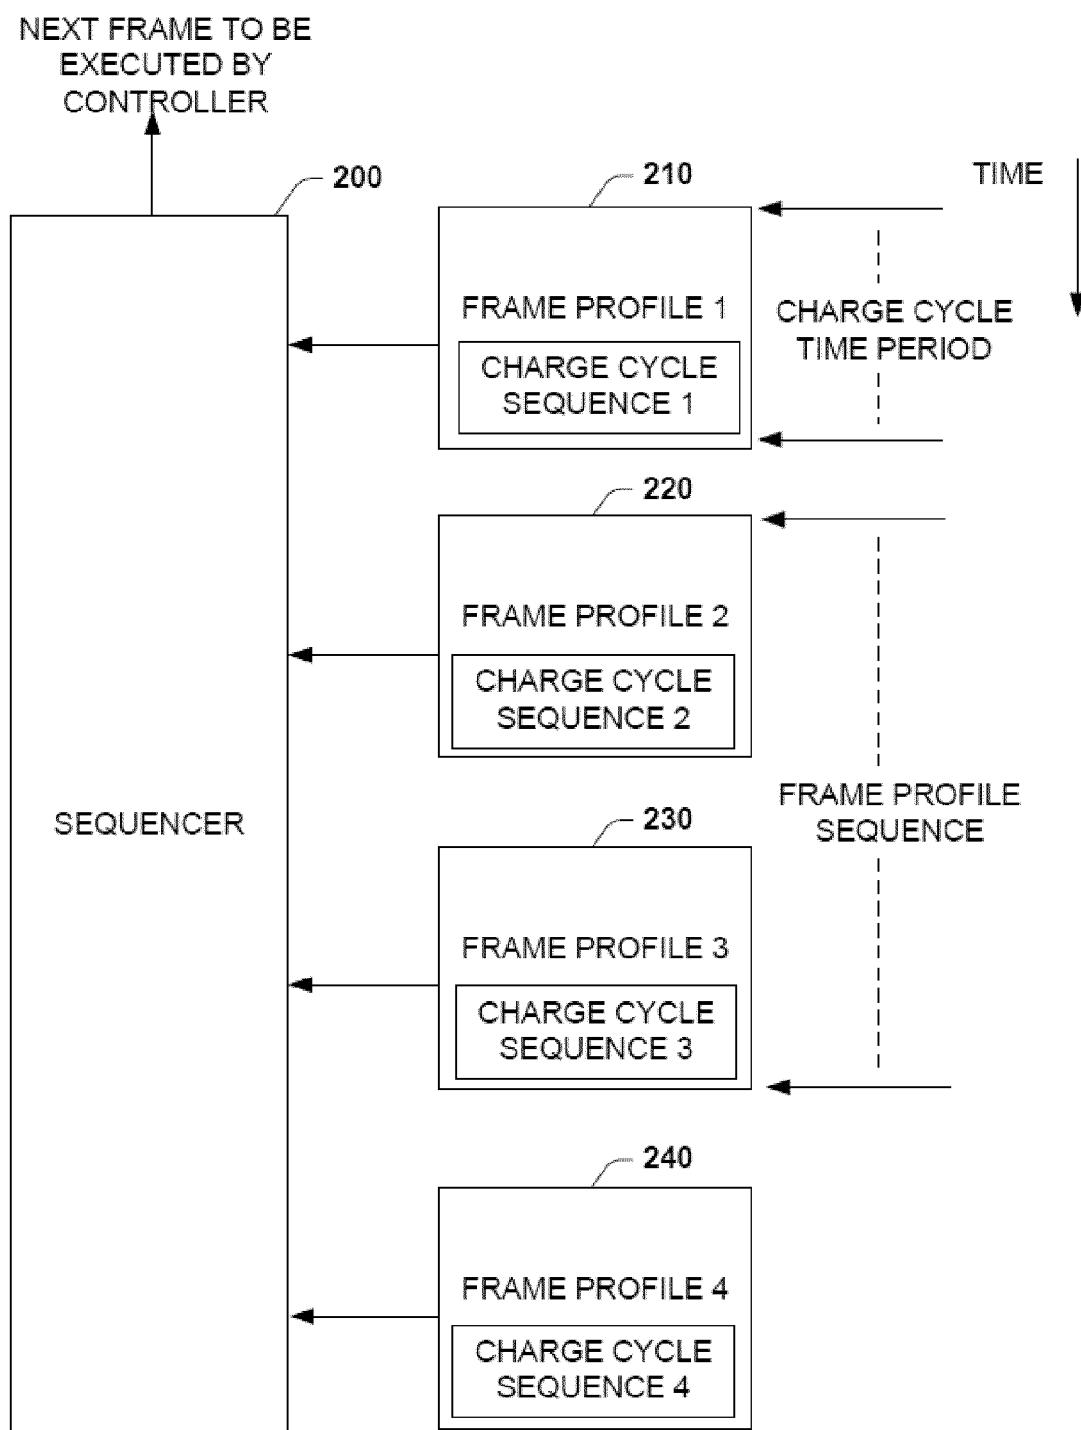 NEXT FRAME TO BE
EXECUTED BY
CONTROLLER
200
210
TIME
FRAME PROFILE 1
CHARGE CYCLE
SEQUENCE 1
CHARGE CYCLE
TIME PERIOD
220
FRAME PROFILE 2
CHARGE CYCLE
SEQUENCE 2
SEQUENCER
FRAME PROFILE
SEQUENCE
230
FRAME PROFILE 3
CHARGE CYCLE
SEQUENCE 3
240
FRAME PROFILE 4
CHARGE CYCLE
SEQUENCE 4